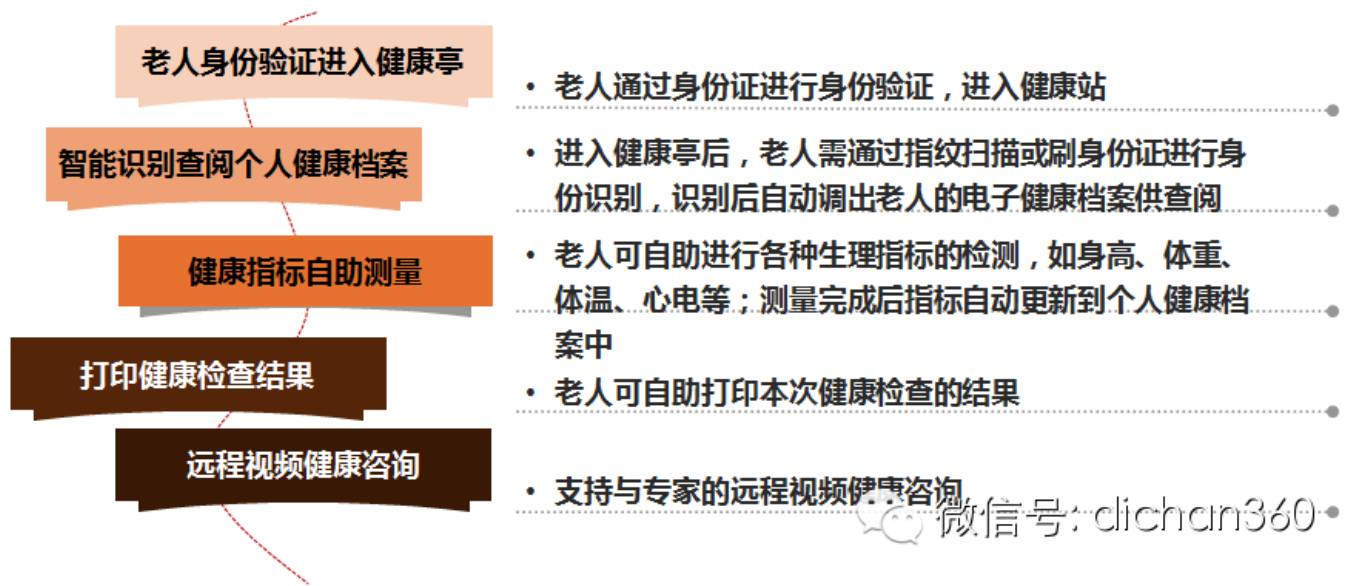 老人身份验证进入健康亭
• 老人通过身份证进行身份验证，进入健康站
智能识别查阅个人健康档案
• 进入健康亭后，老人需通过指纹扫描或刷身份证进行身
份识别，识别后自动调出老人的电子健康档案供查阅
健康指标自助测量
• 老人可自助进行各种生理指标的检测，如身高、体重、
体温、心电等；测量完成后指标自动更新到个人健康档
案中
打印健康检查结果
• 老人可自助打印本次健康检查的结果
远程视频健康咨询
• 支持与专家的远程视频健康咨询
微信号: dichan360